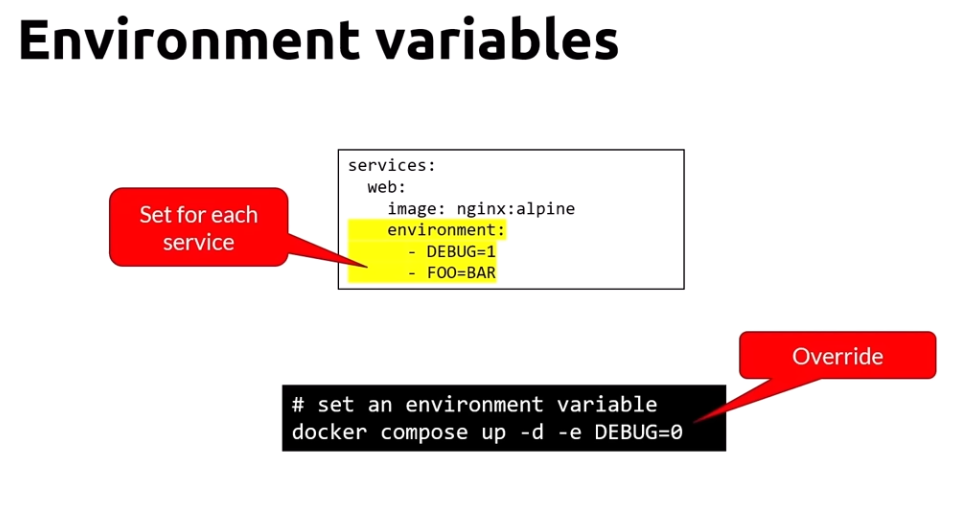 Environment variables
services:
  web:
    image: nginx:alpine
    environment:
      - DEBUG=1
      - FOO=BAR
Set for each
service
Override
# set an environment variable
docker compose up -d -e DEBUG=0